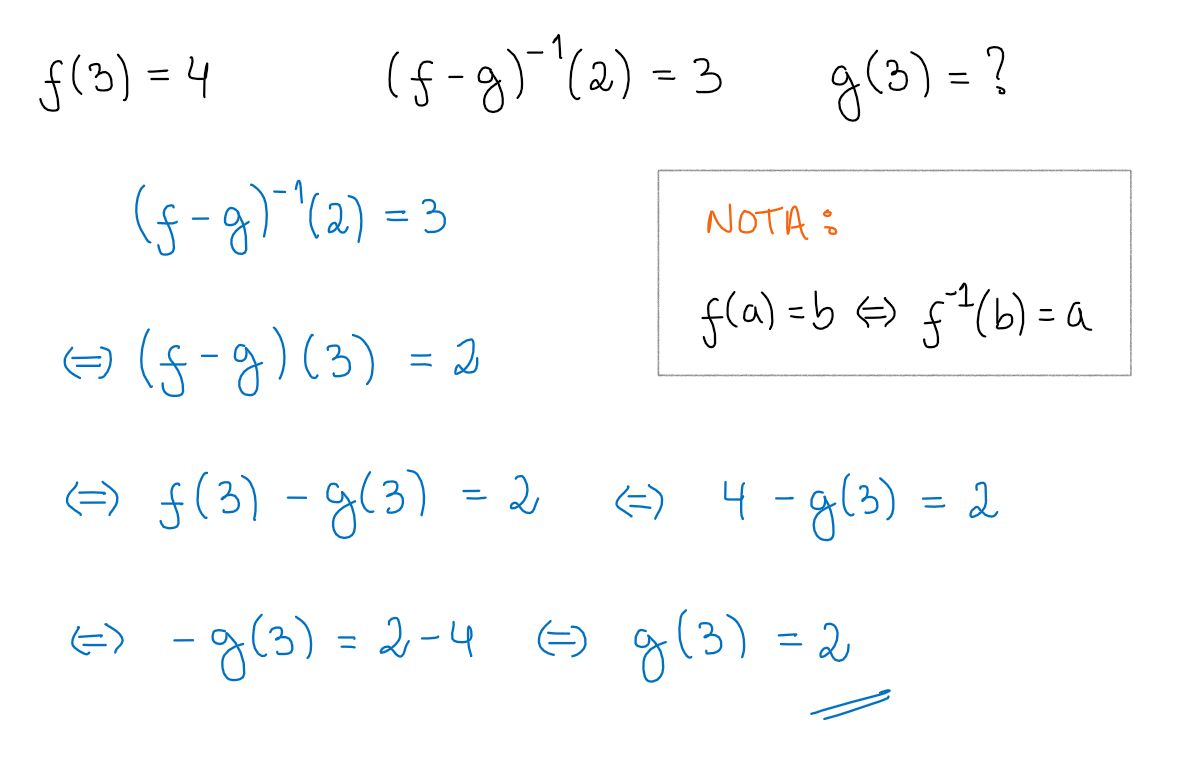 f(3) = 4 (f - g)⁻¹(2) = 3 g(3) = ?
(f - g)⁻¹(2) = 3
NOTA:
f(a) = b ⇔ f⁻¹(b) = a
⇔ (f - g)(3) = 2
⇔ f(3) - g(3) = 2 ⇔ 4 - g(3) = 2
⇔ - g(3) = 2 - 4 ⇔ g(3) = 2